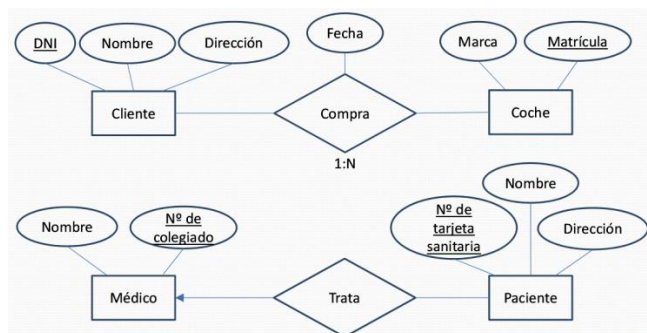 DNI
Nombre
Dirección
Fecha
Marca
Matrícula
Cliente
Compra
Coche
1:N
Nombre
Nº de
colegiado
Nº de
tarjeta
sanitaria
Nombre
Dirección
Médico
Trata
Paciente